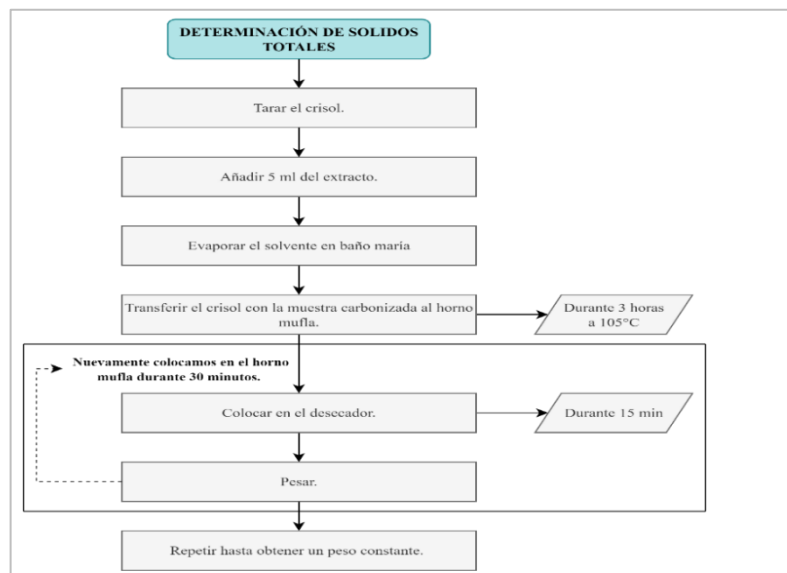 DETERMINACIÓN DE SOLIDOS
TOTALES
Tarar el crisol.
Añadir 5 ml del extracto.
Evaporar el solvente en baño maría
Transferir el crisol con la muestra carbonizada al horno
mufla.
Durante 3 horas
a 105°C
Nuevamente colocamos en el horno
mufla durante 30 minutos.
Colocar en el desecador.
Durante 15 min
Pesar.
Repetir hasta obtener un peso constante.